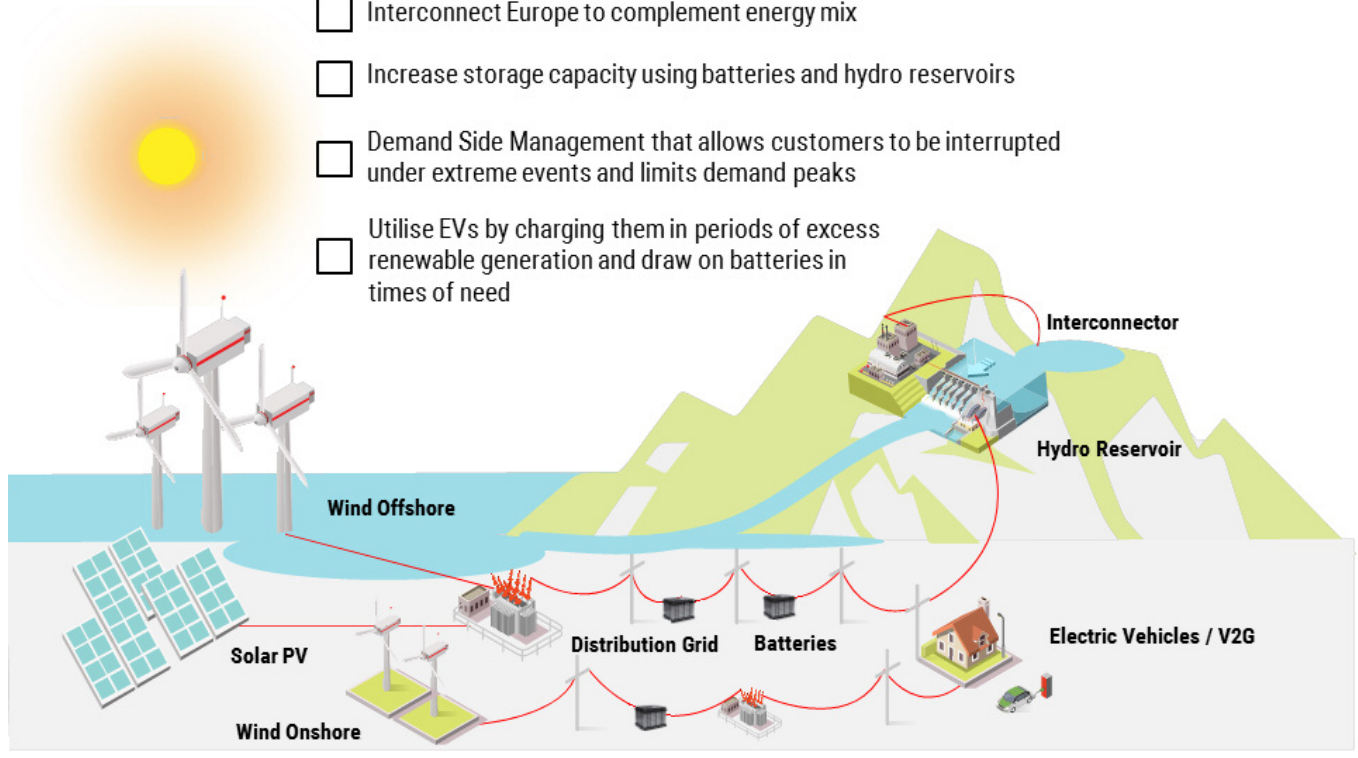 Interconnect Europe to complement energy mix
Increase storage capacity using batteries and hydro reservoirs
Demand Side Management that allows customers to be interrupted
under extreme events and limits demand peaks
Utilise EVs by charging them in periods of excess
renewable generation and draw on batteries in
times of need
Interconnector
Hydro Reservoir
Wind Offshore
Distribution Grid
Batteries
Electric Vehicles / V2G
Solar PV
Wind Onshore